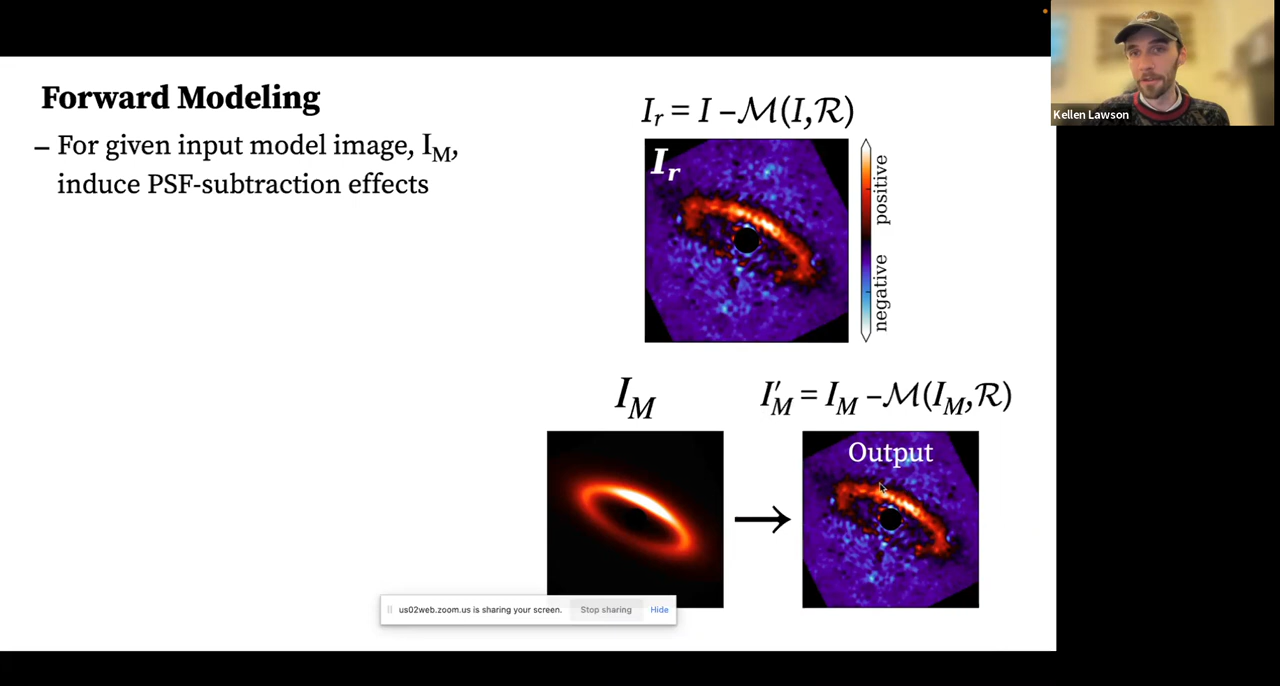 Forward Modeling
– For given input model image, I_M,
induce PSF-subtraction effects
I_r = I –ℳ(I,ℛ)
I_r
positive
negative
I_M
I′_M = I_M –ℳ(I_M,ℛ)
Output
us02web.zoom.us is sharing your screen. Stop sharing Hide
Kellen Lawson